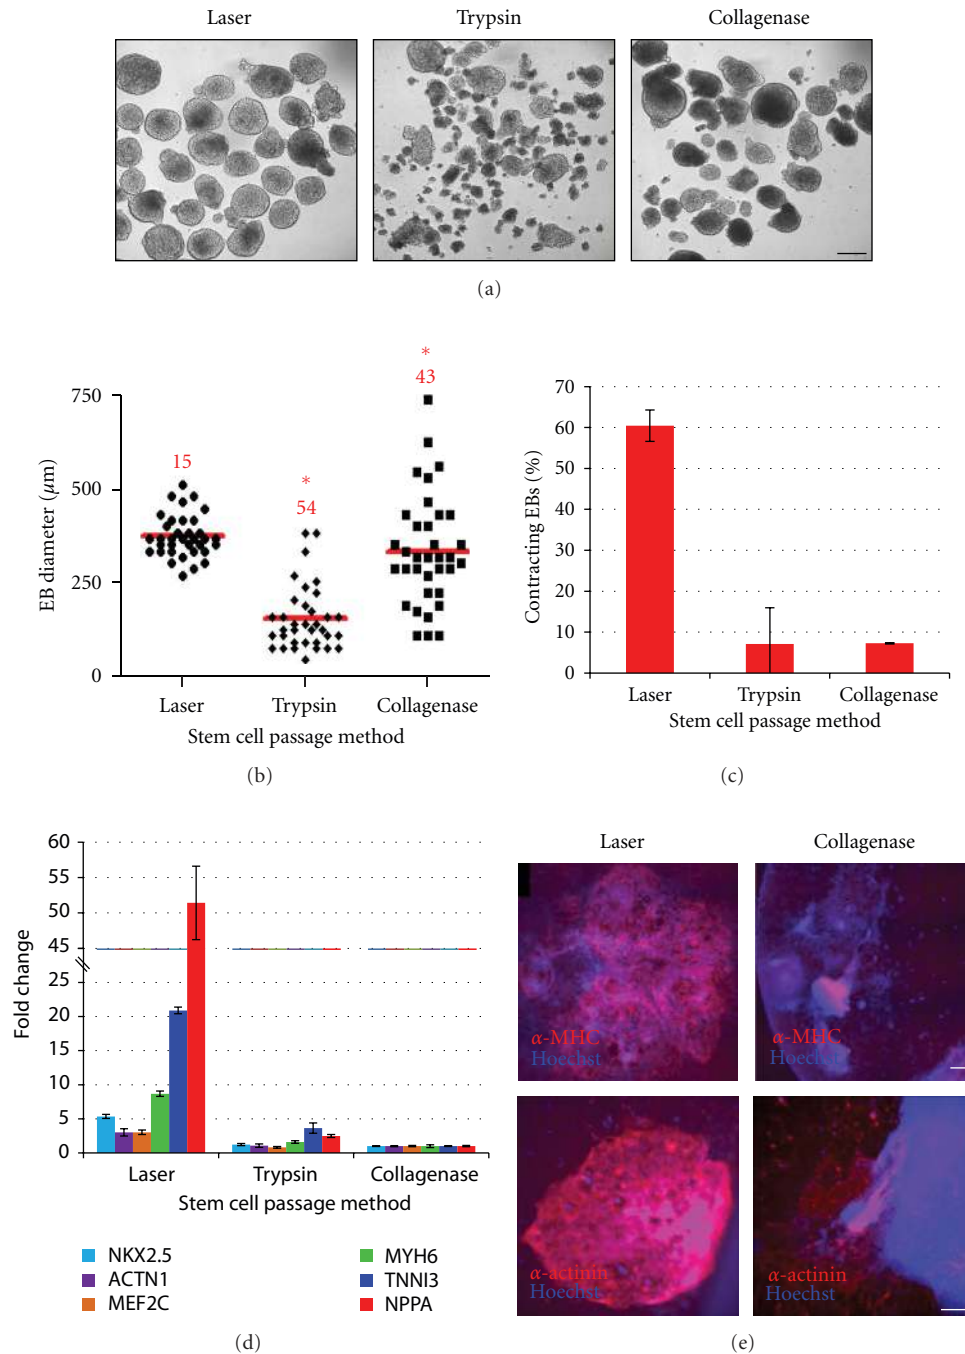 Laser Trypsin Collagenase
(a)
750
500
250
0
EB diameter (µm)
15
*
54
*
43
Laser Trypsin Collagenase
Stem cell passage method
(b)
70
60
50
40
30
20
10
0
Contracting EBs (%)
Laser Trypsin Collagenase
Stem cell passage method
(c)
60
55
50
45
25
20
15
10
5
0
Fold change
Laser Trypsin Collagenase
Stem cell passage method
NKX2.5
ACTN1
MEF2C
MYH6
TNNI3
NPPA
(d)
Laser Collagenase
α-MHC
Hoechst
α-MHC
Hoechst
α-actinin
Hoechst
α-actinin
Hoechst
(e)